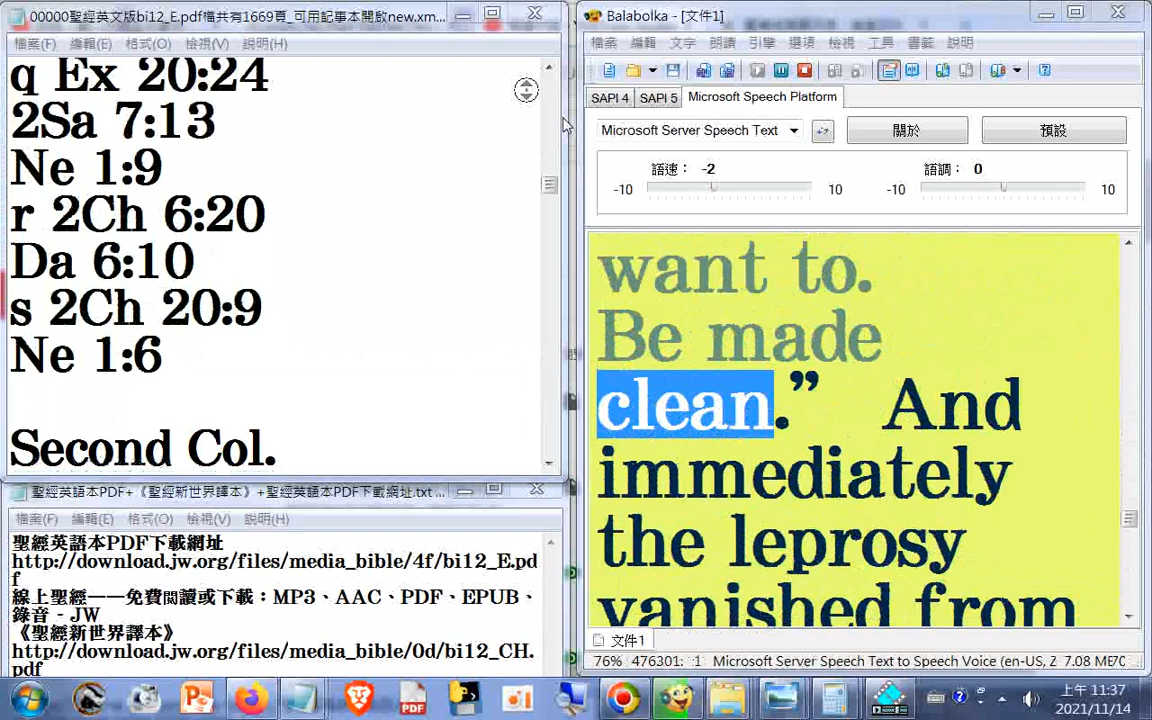 00000聖經英文版bi12_E.pdf檔共有1669頁_可用記事本開啟new.xm...
檔案(F) 編輯(E) 格式(O) 檢視(V) 說明(H)
q Ex 20:24
2Sa 7:13
Ne 1:9
r 2Ch 6:20
Da 6:10
s 2Ch 20:9
Ne 1:6
Second Col.
聖經英語本PDF+《聖經新世界譯本》+聖經英語本PDF下載網址.txt ...
檔案(F) 編輯(E) 格式(O) 檢視(V) 說明(H)
聖經英語本PDF下載網址
http://download.jw.org/files/media_bible/4f/bi12_E.pd
f
線上聖經——免費閱讀或下載：MP3、AAC、PDF、EPUB、
錄音 - JW
《聖經新世界譯本》
http://download.jw.org/files/media_bible/0d/bi12_CH.
pdf
Balabolka - [文件1]
檔案 編輯 文字 朗讀 引擎 選項 檢視 工具 書籤 說明
SAPI 4 SAPI 5 Microsoft Speech Platform
Microsoft Server Speech Text 關於 預設
語速： -2 語調： 0
-10 10 -10 10
want to.
Be made
clean.” And
immediately
the leprosy
vanished from
文件1
76% 476301: 1 Microsoft Server Speech Text to Speech Voice (en-US, Z 7.08 ME
PDF
上午 11:37
2021/11/14